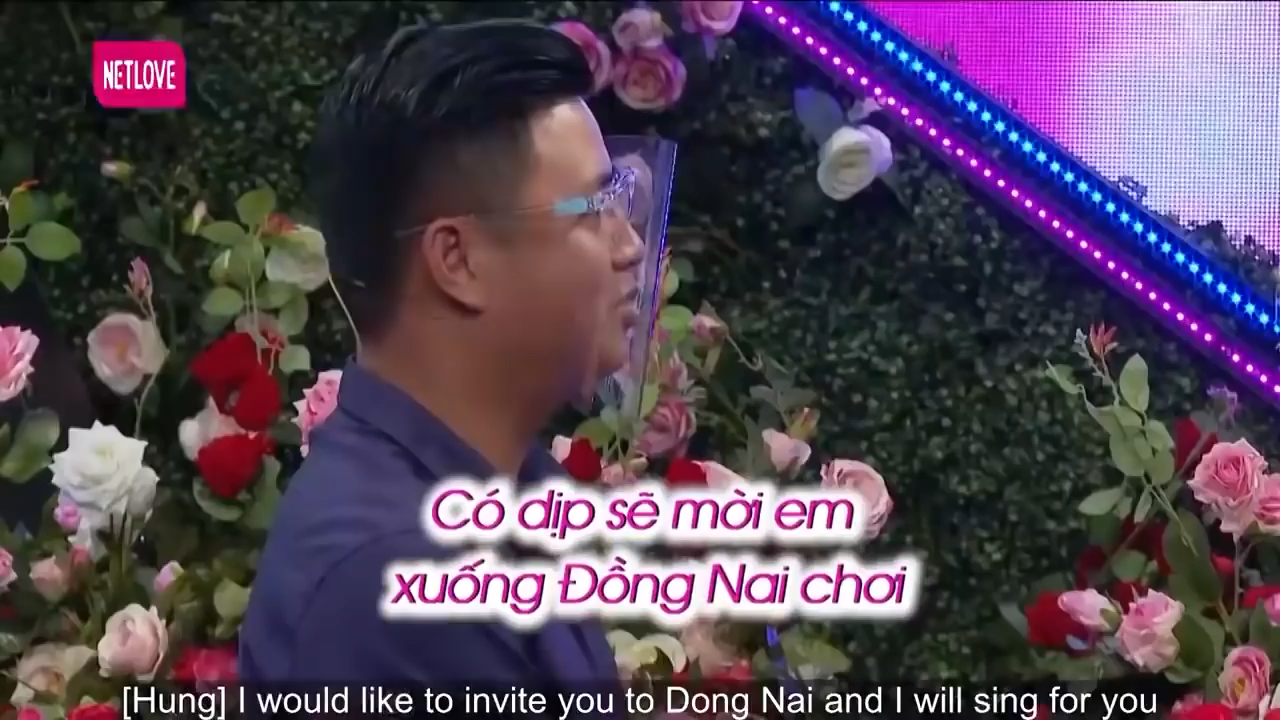 NETLOVE
Có dịp sẽ mời em
xuống Đồng Nai chơi
[Hung] I would like to invite you to Dong Nai and I will sing for you